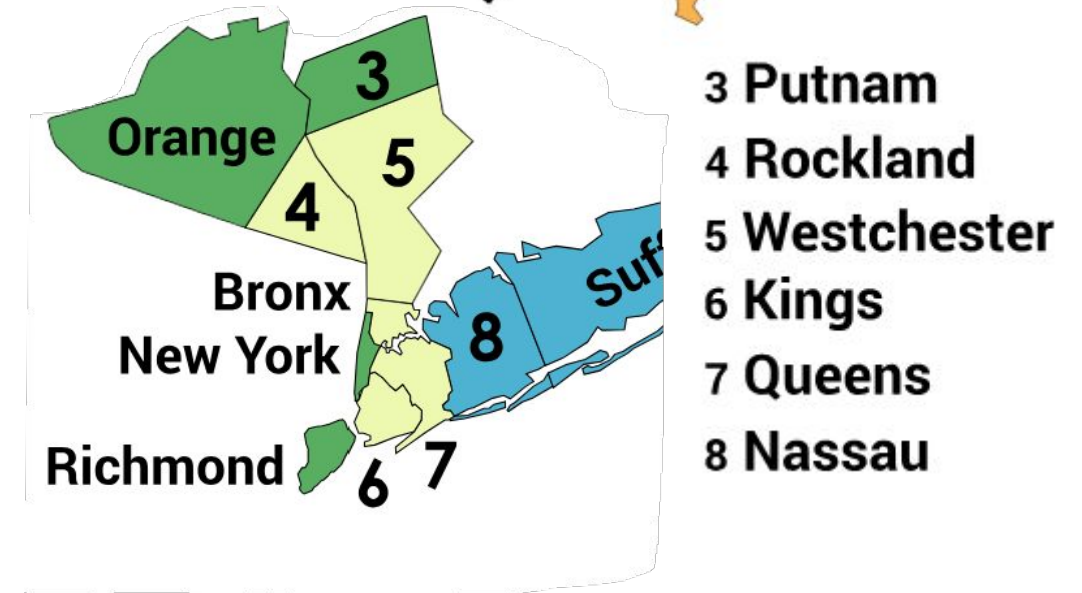 3
3 Putnam
Orange
5
4 Rockland
4
5 Westchester
Suff
Bronx
6 Kings
8
New York
7 Queens
Richmond
7
8 Nassau
6